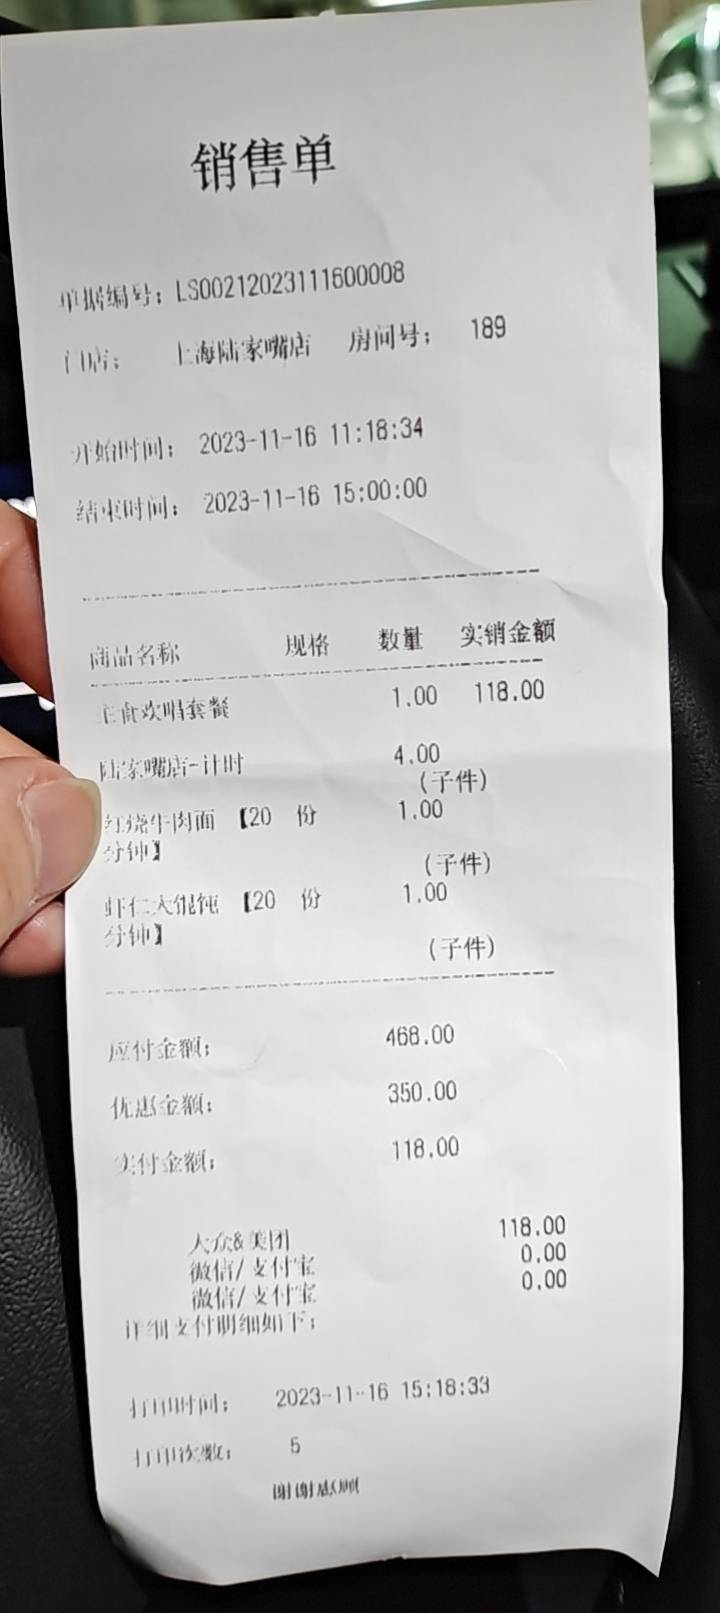 销售单
单据编号：LS00212023111600008
门店： 上海陆家嘴店 房间号： 189
开始时间： 2023-11-16 11:18:34
结束时间： 2023-11-16 15:00:00
商品名称 规格 数量 实销金额
主食欢唱套餐 1.00 118.00
陆家嘴店-计时 4.00
(子件)
红烧牛肉面 【20 份 1.00
分钟】
(子件)
虾仁大馄饨 【20 份 1.00
分钟】
(子件)
应付金额： 468.00
优惠金额： 350.00
实付金额： 118.00
大众&美团 118.00
微信/支付宝 0.00
微信/支付宝 0.00
详细支付明细如下：
打印时间： 2023-11-16 15:18:33
打印次数： 5
谢谢惠顾